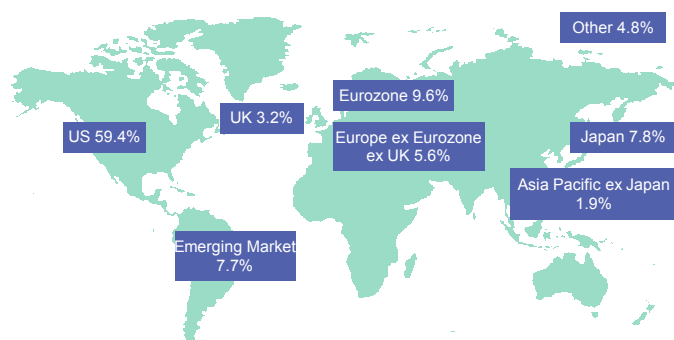 Other 4.8%
Eurozone 9.6%
UK 3.2%
US 59.4%
Europe ex Eurozone
ex UK 5.6%
Japan 7.8%
Asia Pacific ex Japan
1.9%
Emerging Market
7.7%